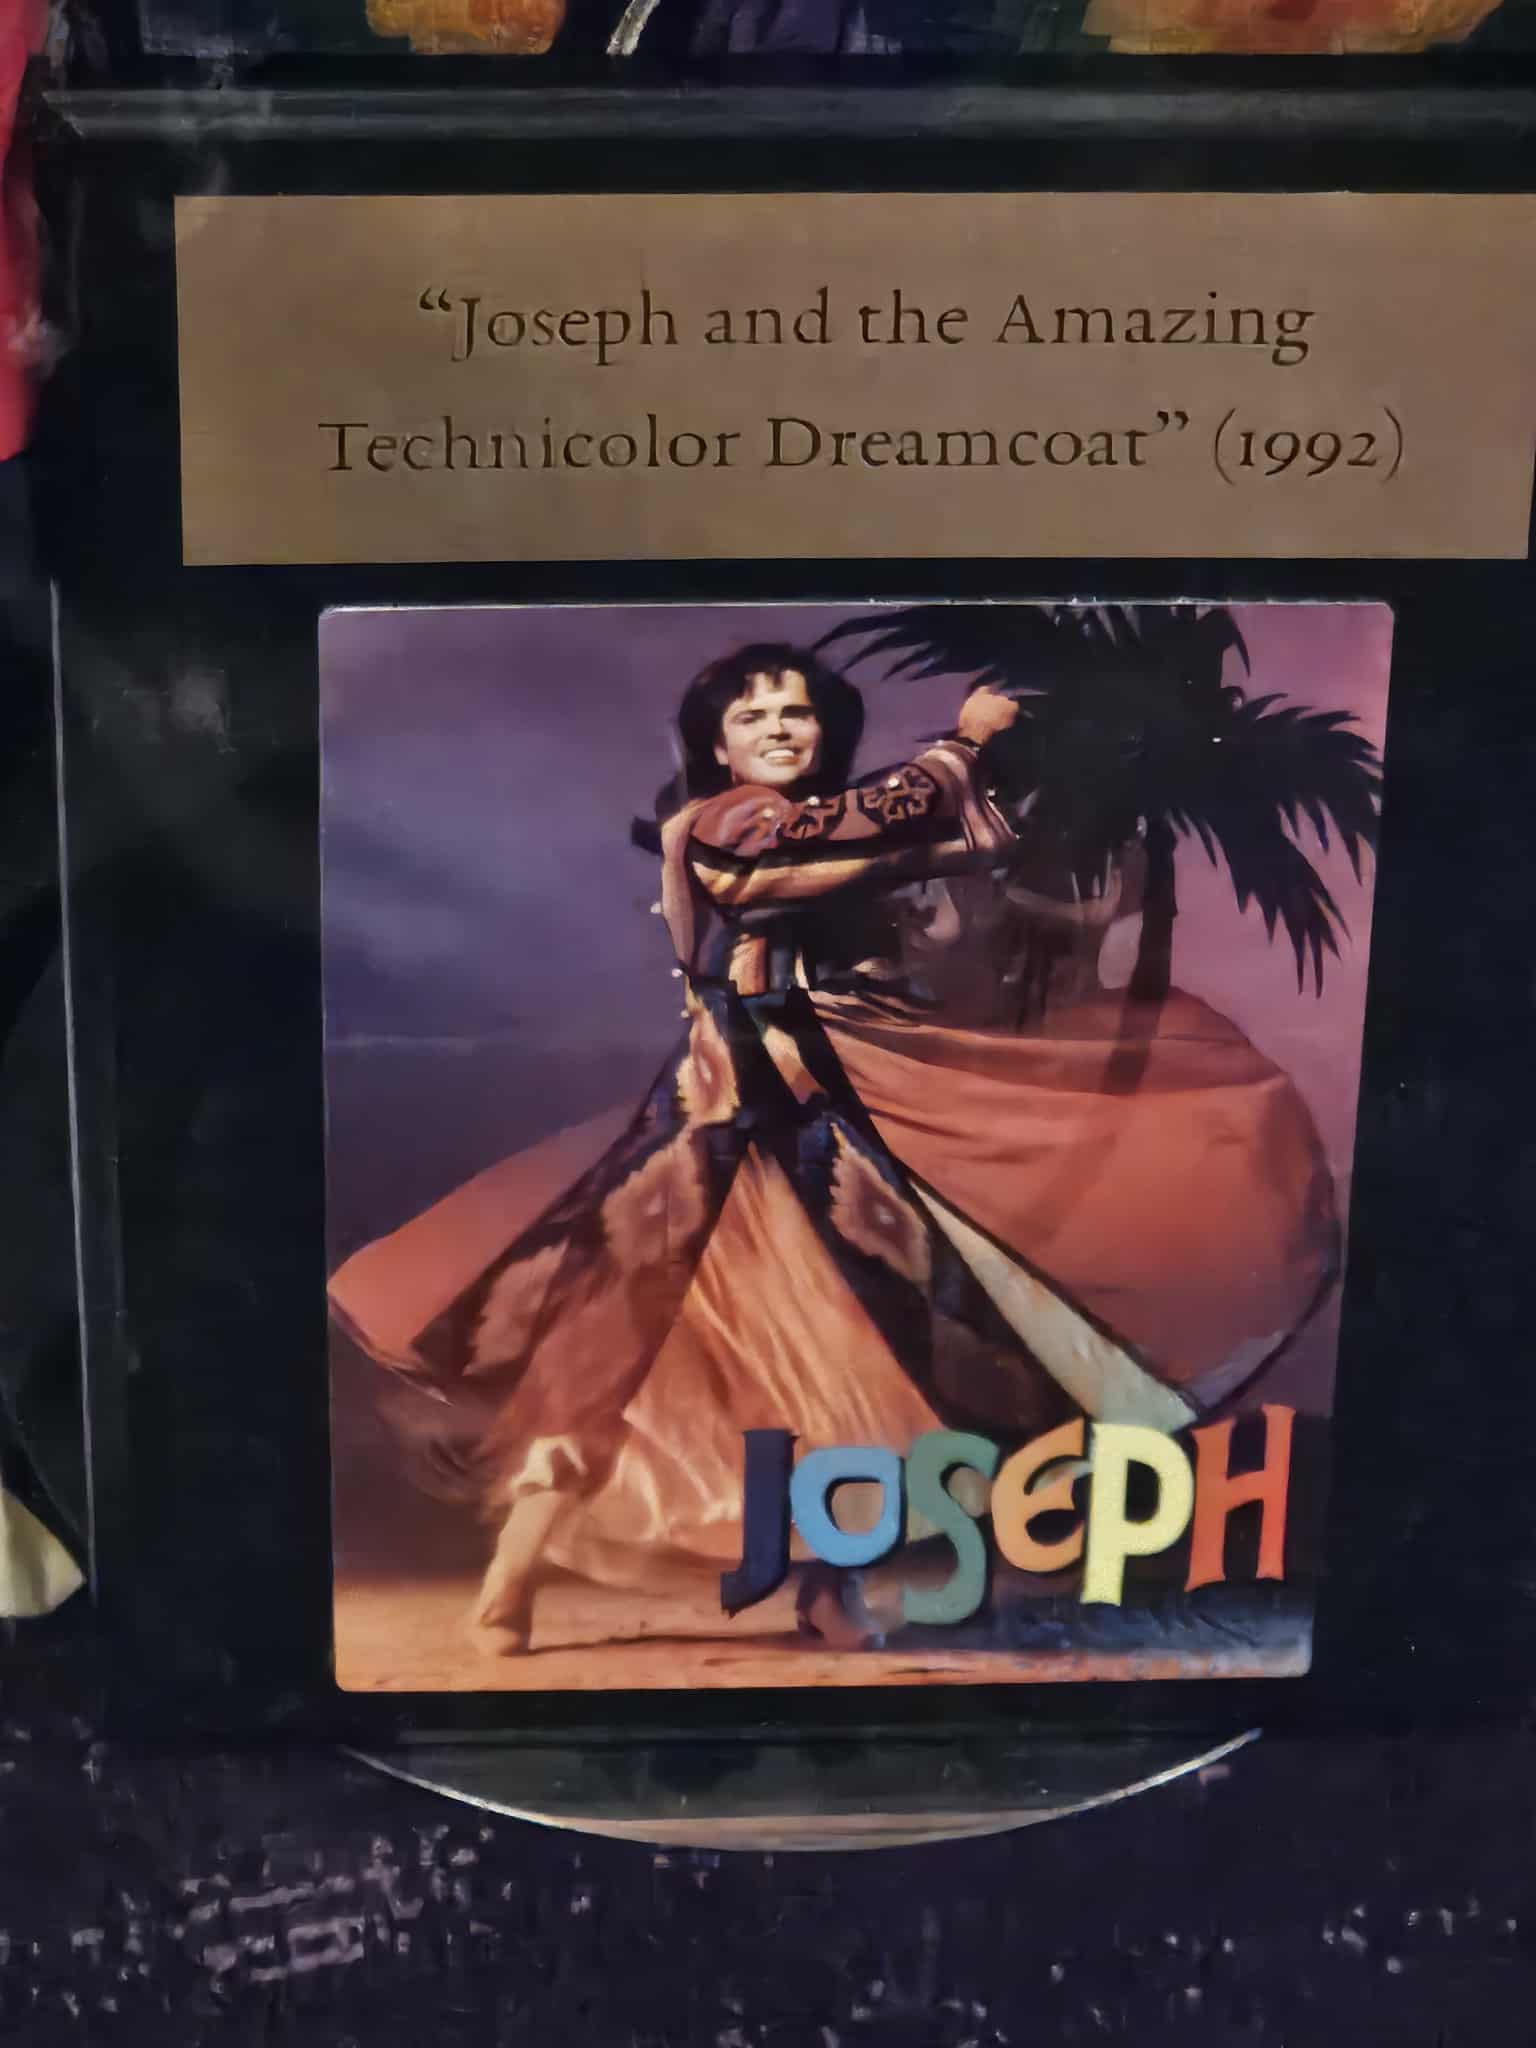 “Joseph and the Amazing
Technicolor Dreamcoat” (1992)
JOSEPH